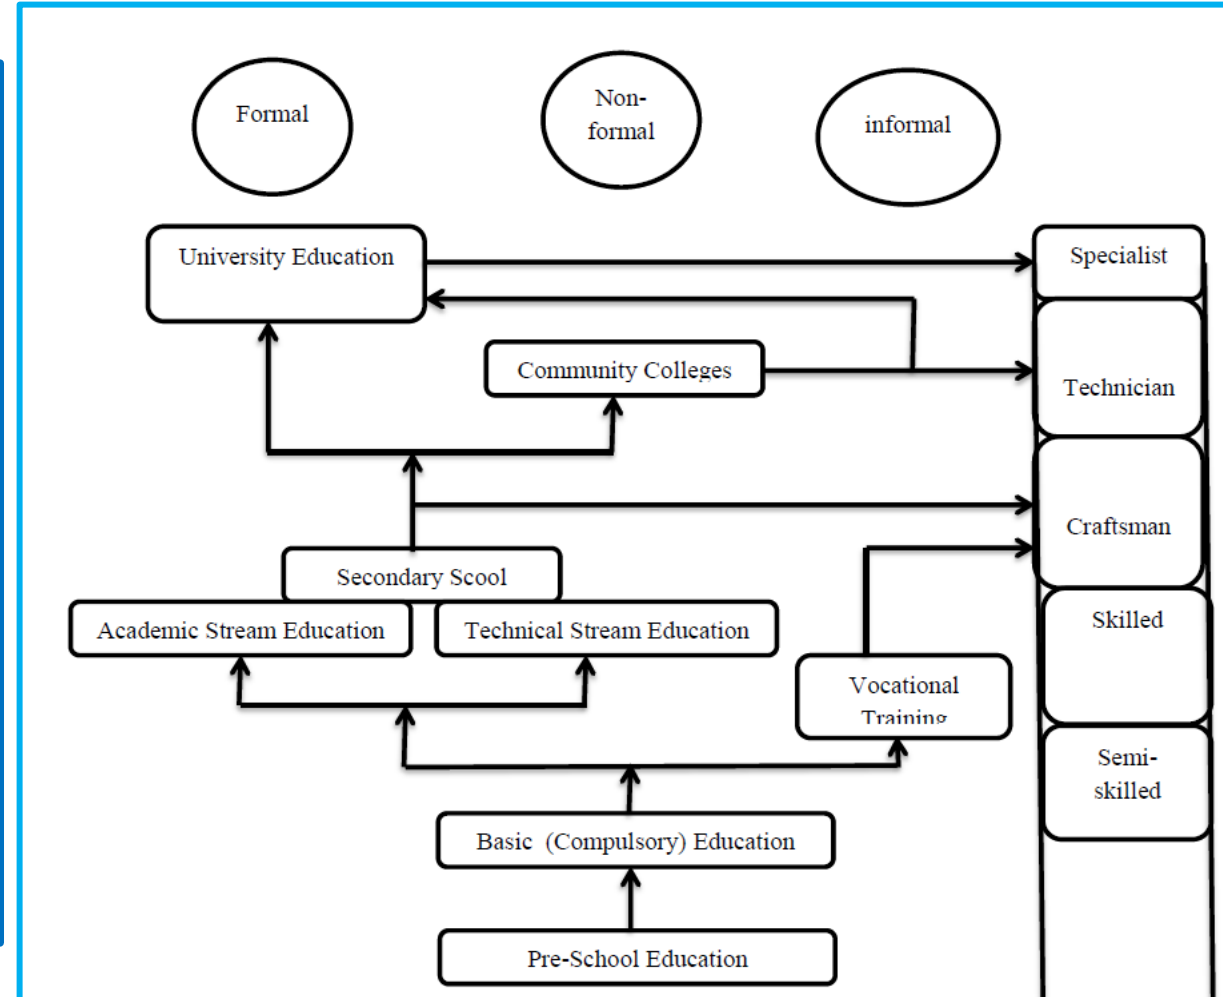 Formal
Non-
formal
informal
University Education
Specialist
Community Colleges
Technician
Craftsman
Secondary Scool
Academic Stream Education
Technical Stream Education
Skilled
Vocational
Training
Semi-
skilled
Basic (Compulsory) Education
Pre-School Education